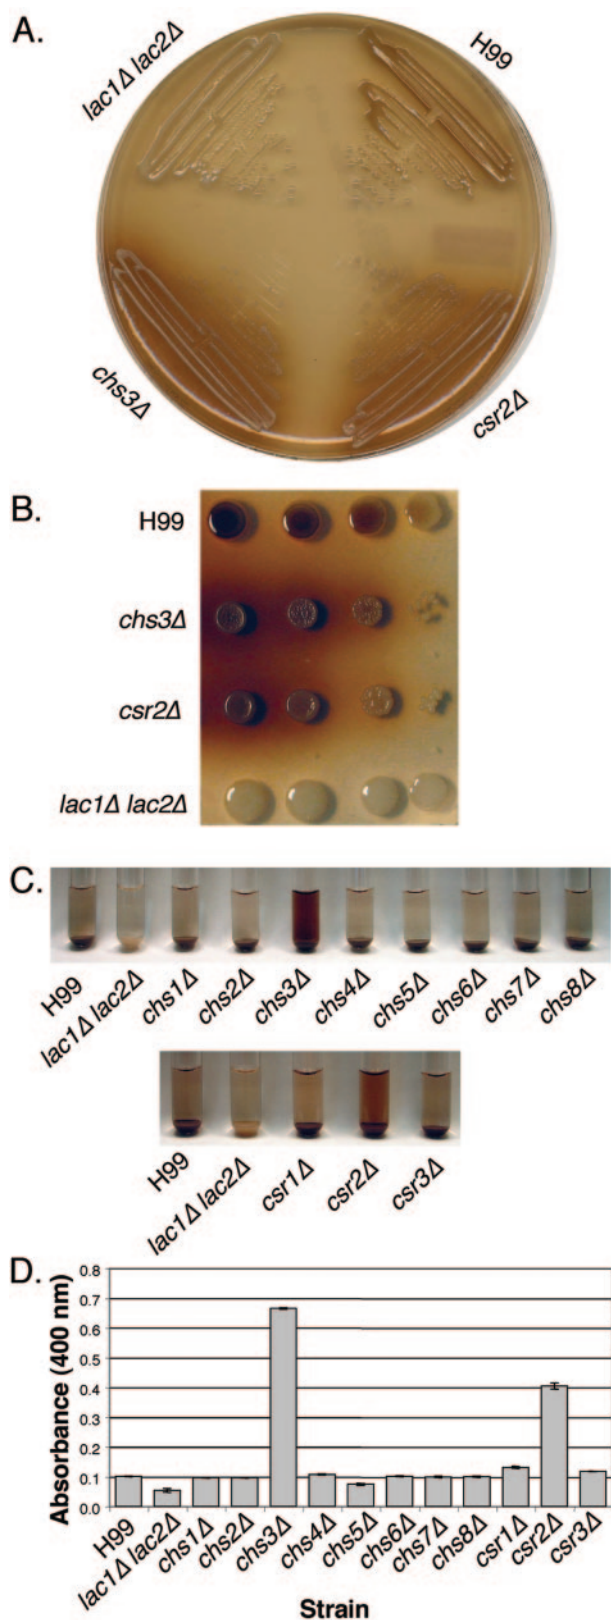 A.
lac1Δ lac2Δ
H99
chs3Δ
csr2Δ
B.
H99
chs3Δ
csr2Δ
lac1Δ lac2Δ
C.
H99
lac1Δ lac2Δ
chs1Δ
chs2Δ
chs3Δ
chs4Δ
chs5Δ
chs6Δ
chs7Δ
chs8Δ
H99
lac1Δ lac2Δ
csr1Δ
csr2Δ
csr3Δ
D.
Absorbance (400 nm)
0.8
0.7
0.6
0.5
0.4
0.3
0.2
0.1
0.0
H99
lac1Δ lac2Δ
chs1Δ
chs2Δ
chs3Δ
chs4Δ
chs5Δ
chs6Δ
chs7Δ
chs8Δ
csr1Δ
csr2Δ
csr3Δ
Strain